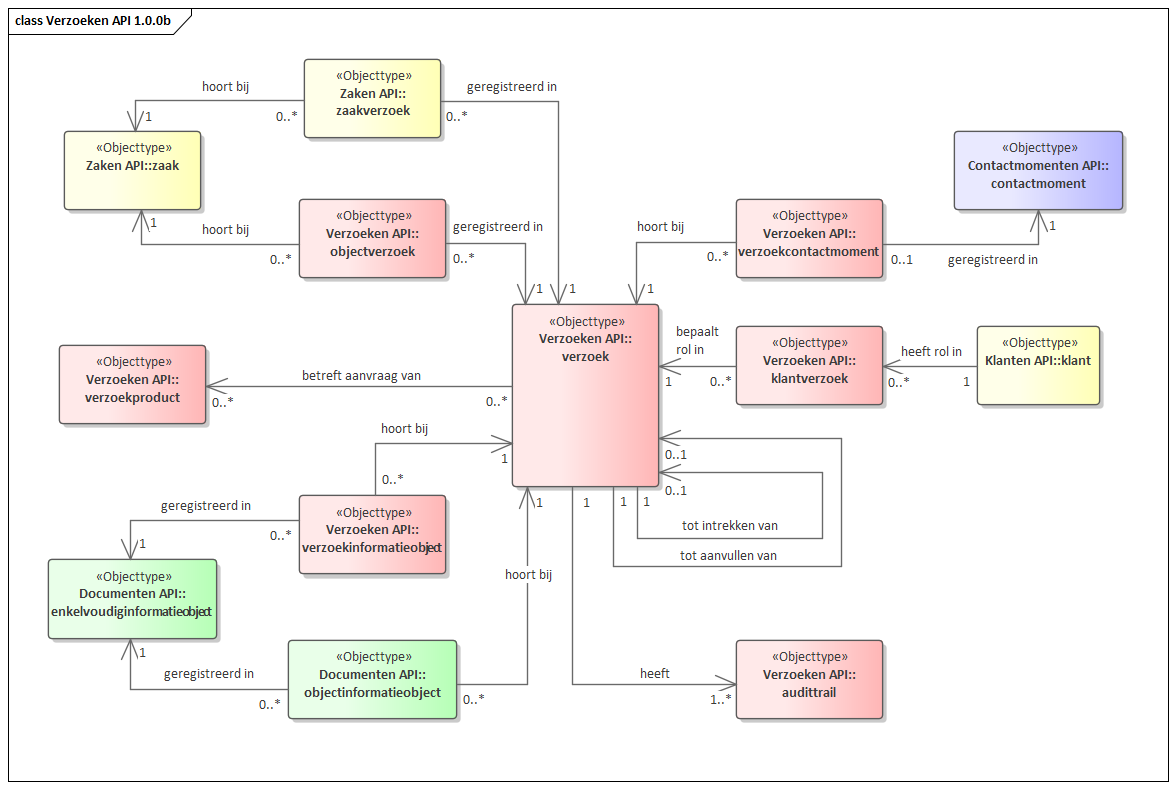 class Verzoeken API 1.0.0b
«Objecttype»
Zaken API::
zaakverzoek
hoort bij
0..*
1
geregistreerd in
0..*
1
«Objecttype»
Zaken API::zaak
«Objecttype»
Contactmomenten API::
contactmoment
«Objecttype»
Verzoeken API::
objectverzoek
hoort bij
0..*
1
geregistreerd in
0..*
1
«Objecttype»
Verzoeken API::
verzoekcontactmoment
hoort bij
0..*
1
geregistreerd in
0..1
1
«Objecttype»
Verzoeken API::
verzoek
«Objecttype»
Verzoeken API::
klantverzoek
bepaalt
rol in
1
0..*
heeft rol in
0..*
1
«Objecttype»
Klanten API::klant
«Objecttype»
Verzoeken API::
verzoekproduct
betreft aanvraag van
0..*
0..*
hoort bij
0..*
1
0..1
0..1
1
1
1
tot intrekken van
tot aanvullen van
«Objecttype»
Verzoeken API::
verzoekinformatieobject
geregistreerd in
0..*
1
«Objecttype»
Documenten API::
enkelvoudiginformatieobject
hoort bij
1
0..*
«Objecttype»
Documenten API::
objectinformatieobject
geregistreerd in
0..*
1
heeft
1..*
«Objecttype»
Verzoeken API::
audittrail